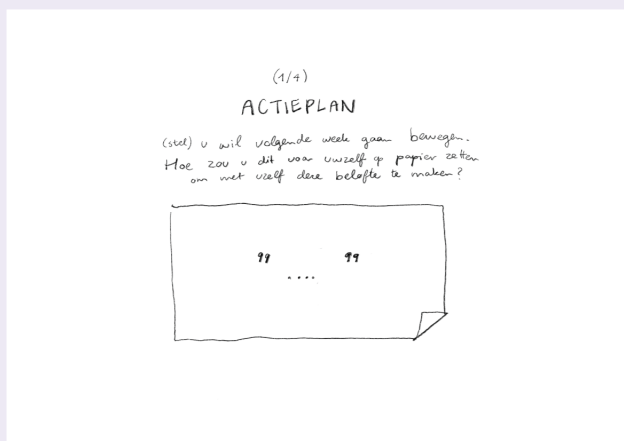 (1/4)
ACTIEPLAN
(stel) u wil volgende week gaan bewegen.
Hoe zou u dit voor uwzelf op papier zetten
om met uzelf deze belofte te maken?
" "
....